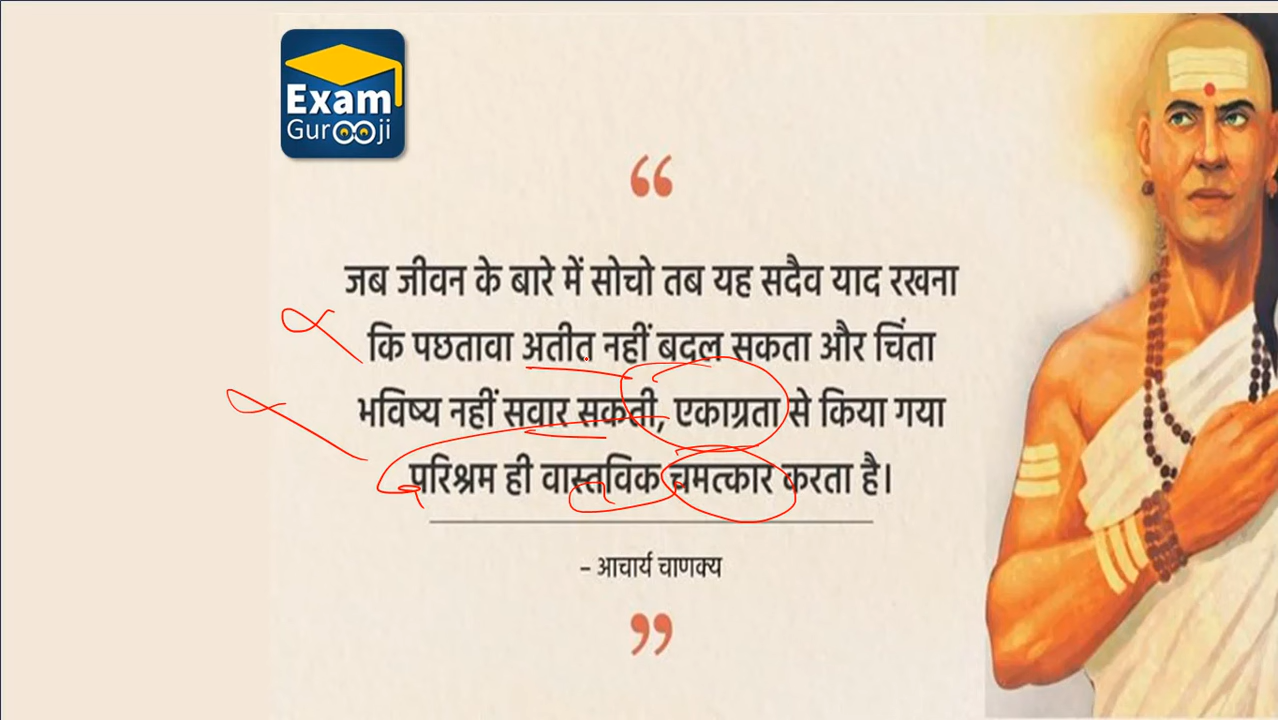 Exam
Gurooji
“
जब जीवन के बारे में सोचो तब यह सदैव याद रखना
कि पछतावा अतीत नहीं बदल सकता और चिंता
भविष्य नहीं सवार सकती, एकाग्रता से किया गया
परिश्रम ही वास्तविक चमत्कार करता है।
- आचार्य चाणक्य
”